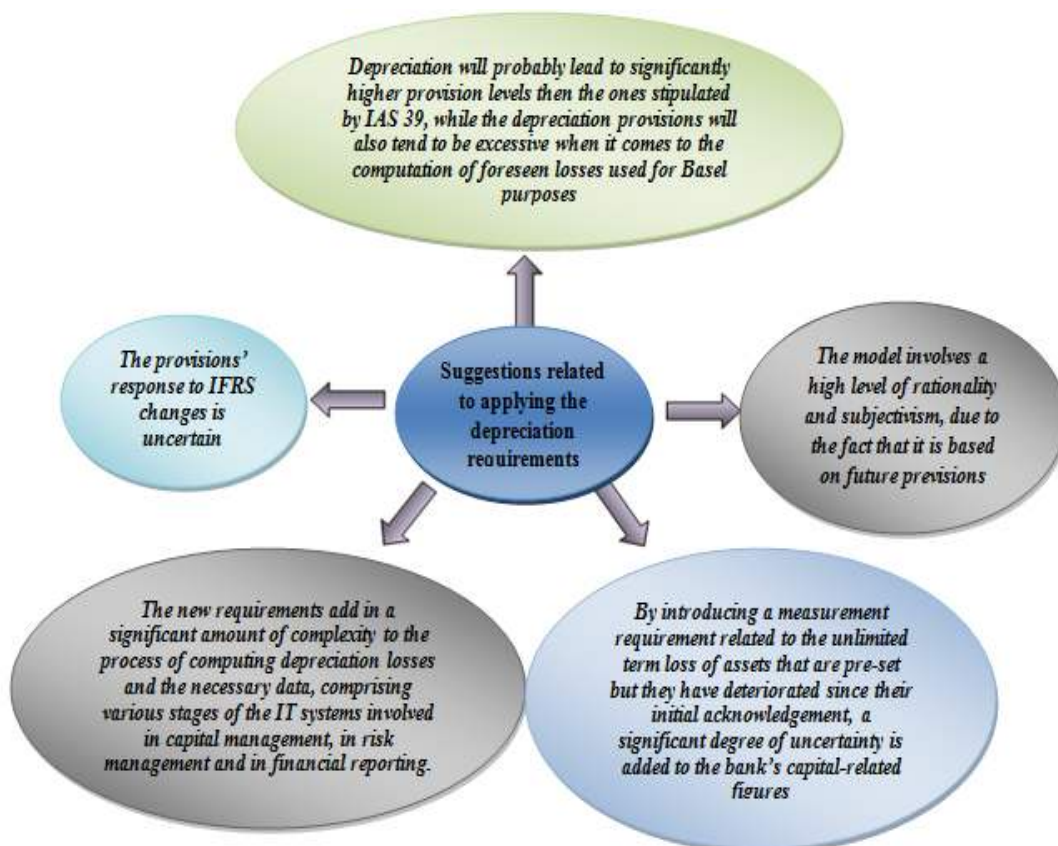 Depreciation will probably lead to significantly
higher provision levels then the ones stipulated
by IAS 39, while the depreciation provisions will
also tend to be excessive when it comes to the
computation of foreseen losses used for Basel
purposes
The provisions'
response to IFRS
changes is
uncertain
Suggestions related
to applying the
depreciation
requirements
The model involves a
high level of rationality
and subjectivism, due to
the fact that it is based
on future previsions
The new requirements add in a
significant amount of complexity to the
process of computing depreciation losses
and the necessary data, comprising
various stages of the IT systems involved
in capital management, in risk
management and in financial reporting.
By introducing a measurement
requirement related to the unlimited
term loss of assets that are pre-set
but they have deteriorated since their
initial acknowledgement, a
significant degree of uncertainty is
added to the bank's capital-related
figures